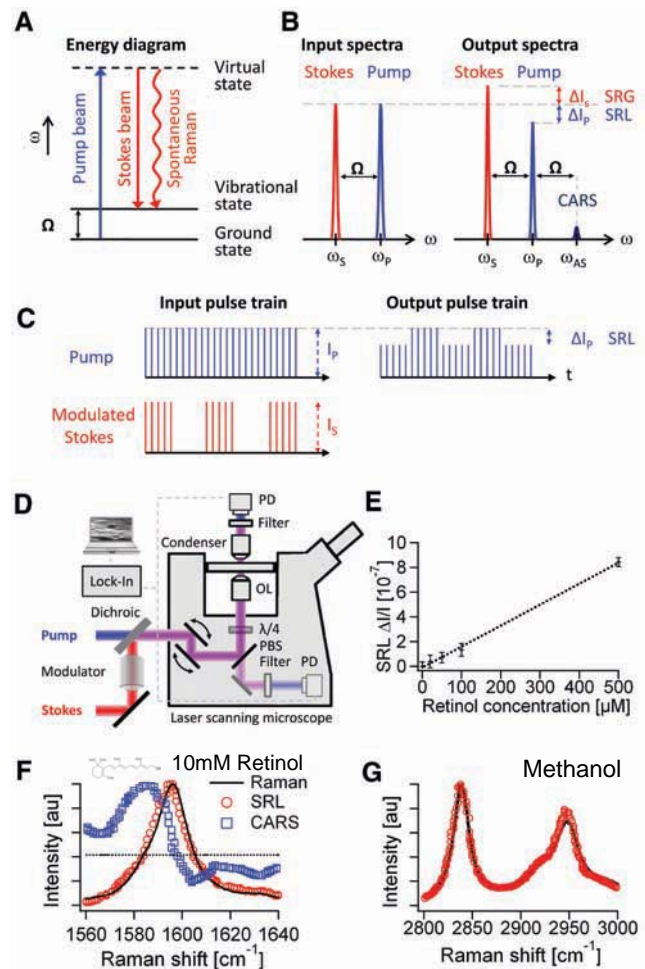 A
Energy diagram
Virtual
state
ω
Pump beam
Stokes beam
Spontaneous
Raman
Vibrational
state
Ω
Ground
state
B
Input spectra
Output spectra
Stokes Pump
Stokes Pump
ΔIs SRG
ΔIP SRL
Ω
Ω
Ω
CARS
ω
ω
ωS
ωP
ωS
ωP
ωAS
C
Input pulse train
Output pulse train
Pump
IP
ΔIP SRL
t
Modulated
Stokes
IS
D
PD
Filter
Condenser
Lock-In
OL
Dichroic
λ/4
Pump
PBS
Filter
PD
Modulator
Stokes
Laser scanning microscope
E
SRL ΔI/I [10-7]
10
8
6
4
2
0
0 100 200 300 400 500
Retinol concentration [µM]
F
10mM Retinol
Raman
SRL
CARS
Intensity [au]
1560 1580 1600 1620 1640
Raman shift [cm-1]
G
Methanol
Intensity [au]
2800 2850 2900 2950 3000
Raman shift [cm-1]